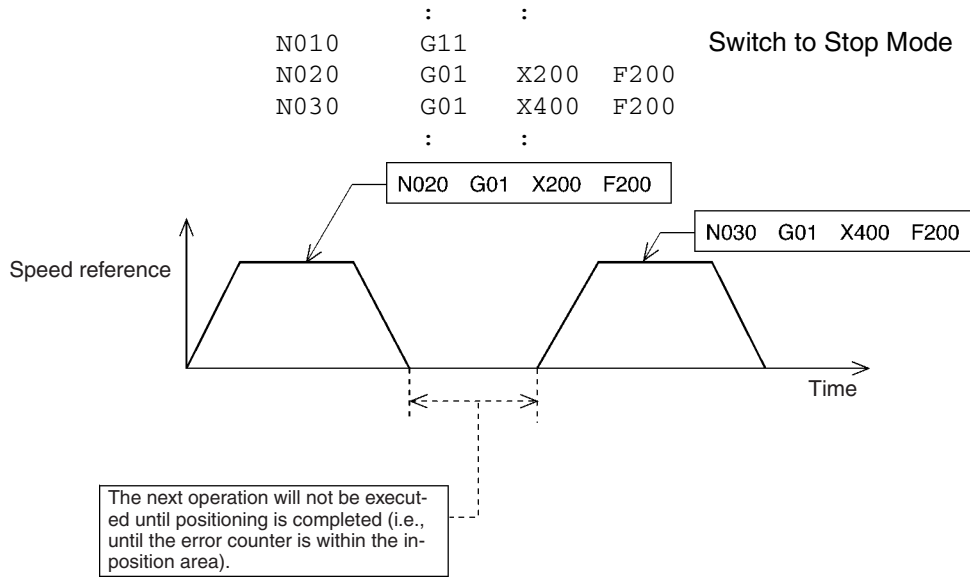 : :
N010 G11 Switch to Stop Mode
N020 G01 X200 F200
N030 G01 X400 F200
: :
N020 G01 X200 F200
N030 G01 X400 F200
Speed reference
Time
The next operation will not be execut-
ed until positioning is completed (i.e.,
until the error counter is within the in-
position area).